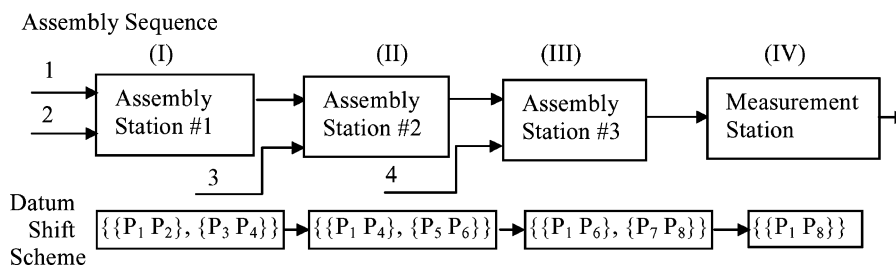 Assembly Sequence
(I) (II) (III) (IV)
1
2
Assembly
Station #1
Assembly
Station #2
Assembly
Station #3
Measurement
Station
3
4
Datum
Shift
Scheme
{{P₁ P₂}, {P₃ P₄}}
{{P₁ P₄}, {P₅ P₆}}
{{P₁ P₆}, {P₇ P₈}}
{{P₁ P₈}}